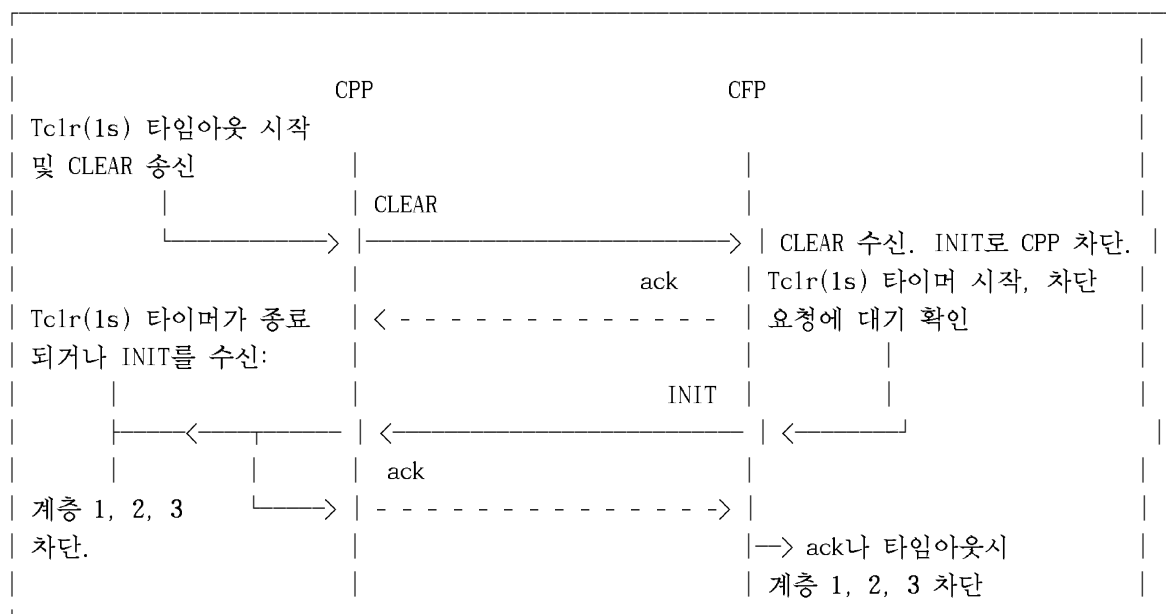 CPP CFP
Tclr(1s) 타임아웃 시작
및 CLEAR 송신
CLEAR
CLEAR 수신. INIT로 CPP 차단.
ack Tclr(1s) 타이머 시작, 차단
Tclr(1s) 타이머가 종료 요청에 대기 확인
되거나 INIT를 수신:
INIT
ack
계층 1, 2, 3
차단. ack나 타임아웃시
계층 1, 2, 3 차단